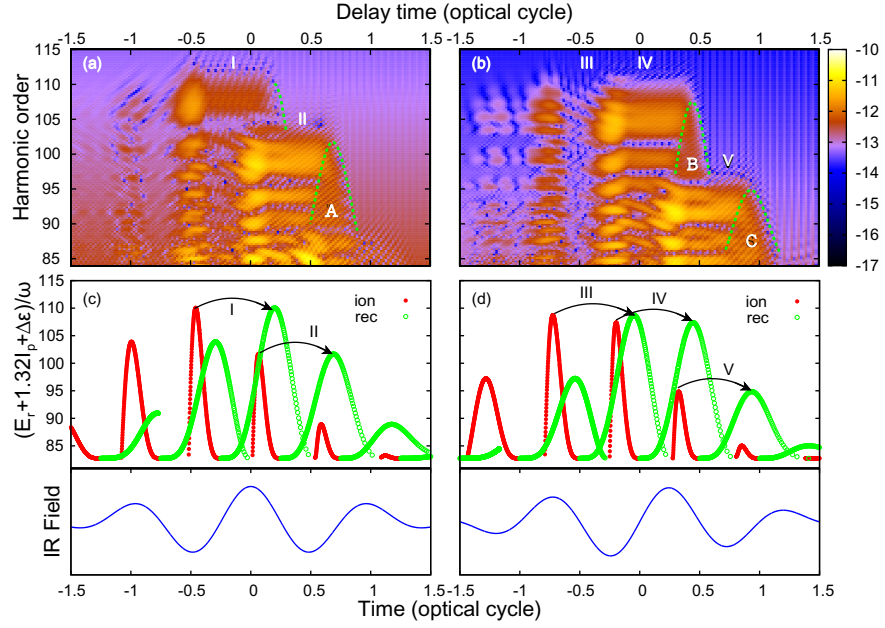 Delay time (optical cycle)
-1.5 -1 -0.5 0 0.5 1 1.5
-1.5 -1 -0.5 0 0.5 1 1.5
Harmonic order
115
110
105
100
95
90
85
(a) I
II
A
(b) III IV
V
B
C
-10
-11
-12
-13
-14
-15
-16
-17
(Er+1.32Ip+Δε)/ω
115
110
105
100
95
90
85
(c)
ion
rec
I
II
(d)
ion
rec
III
IV
V
IR Field
-1.5 -1 -0.5 0 0.5 1 1.5
-1.5 -1 -0.5 0 0.5 1 1.5
Time (optical cycle)